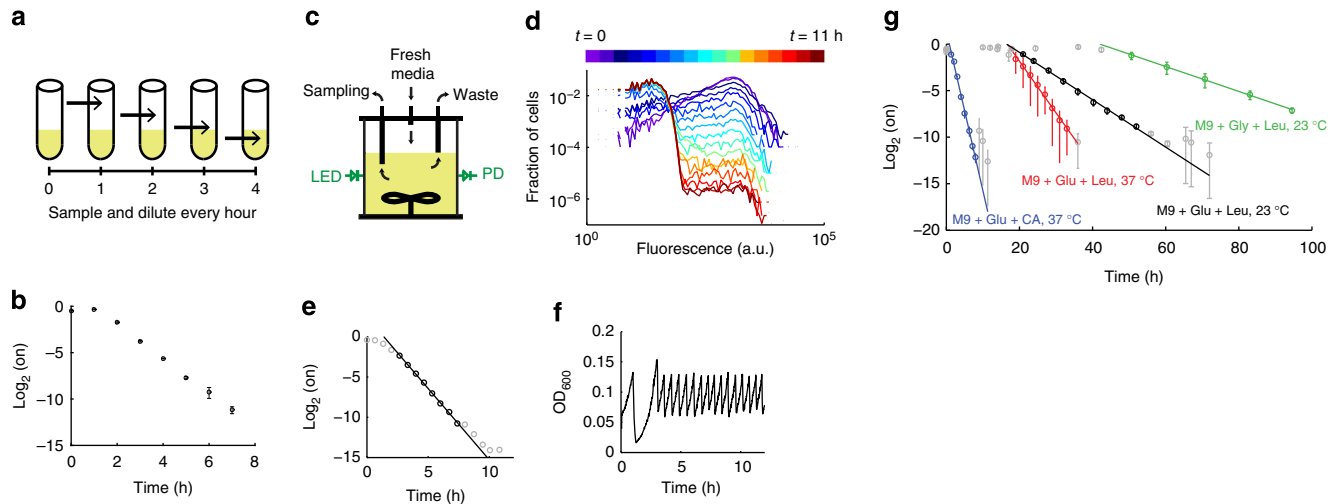 a
0 1 2 3 4
Sample and dilute every hour
b
Log2 (on)
0
−5
−10
−15
0 2 4 6 8
Time (h)
c
Fresh
media
Sampling
Waste
LED
PD
d
t = 0 t = 11 h
Fraction of cells
10−2
10−4
10−6
100 105
Fluorescence (a.u.)
e
Log2 (on)
0
−5
−10
−15
0 5 10
Time (h)
f
OD600
0.2
0.15
0.1
0.05
0
0 5 10
Time (h)
g
Log2 (on)
0
−5
−10
−15
−20
M9 + Gly + Leu, 23 °C
M9 + Glu + Leu, 37 °C
M9 + Glu + Leu, 23 °C
M9 + Glu + CA, 37 °C
0 20 40 60 80 100
Time (h)